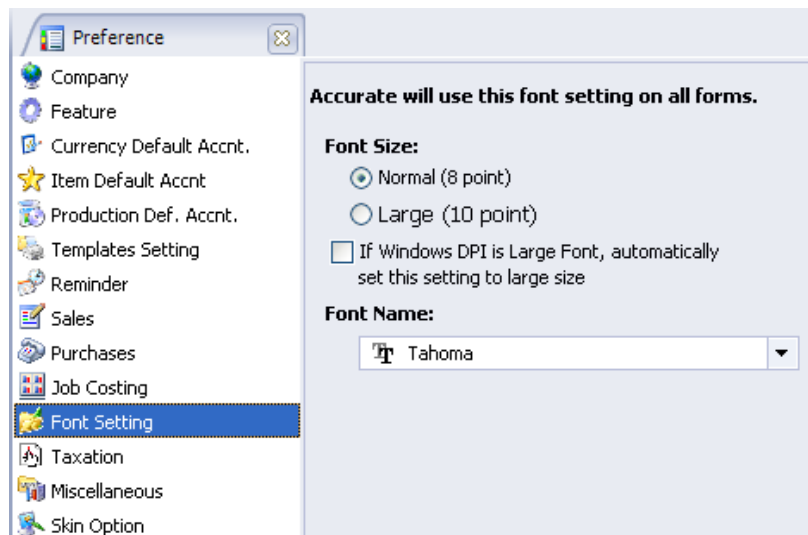 Preference
Company
Feature
Currency Default Accnt.
Item Default Accnt
Production Def. Accnt.
Templates Setting
Reminder
Sales
Purchases
Job Costing
Font Setting
Taxation
Miscellaneous
Skin Option
Accurate will use this font setting on all forms.
Font Size:
Normal (8 point)
Large (10 point)
If Windows DPI is Large Font, automatically
set this setting to large size
Font Name:
Tahoma